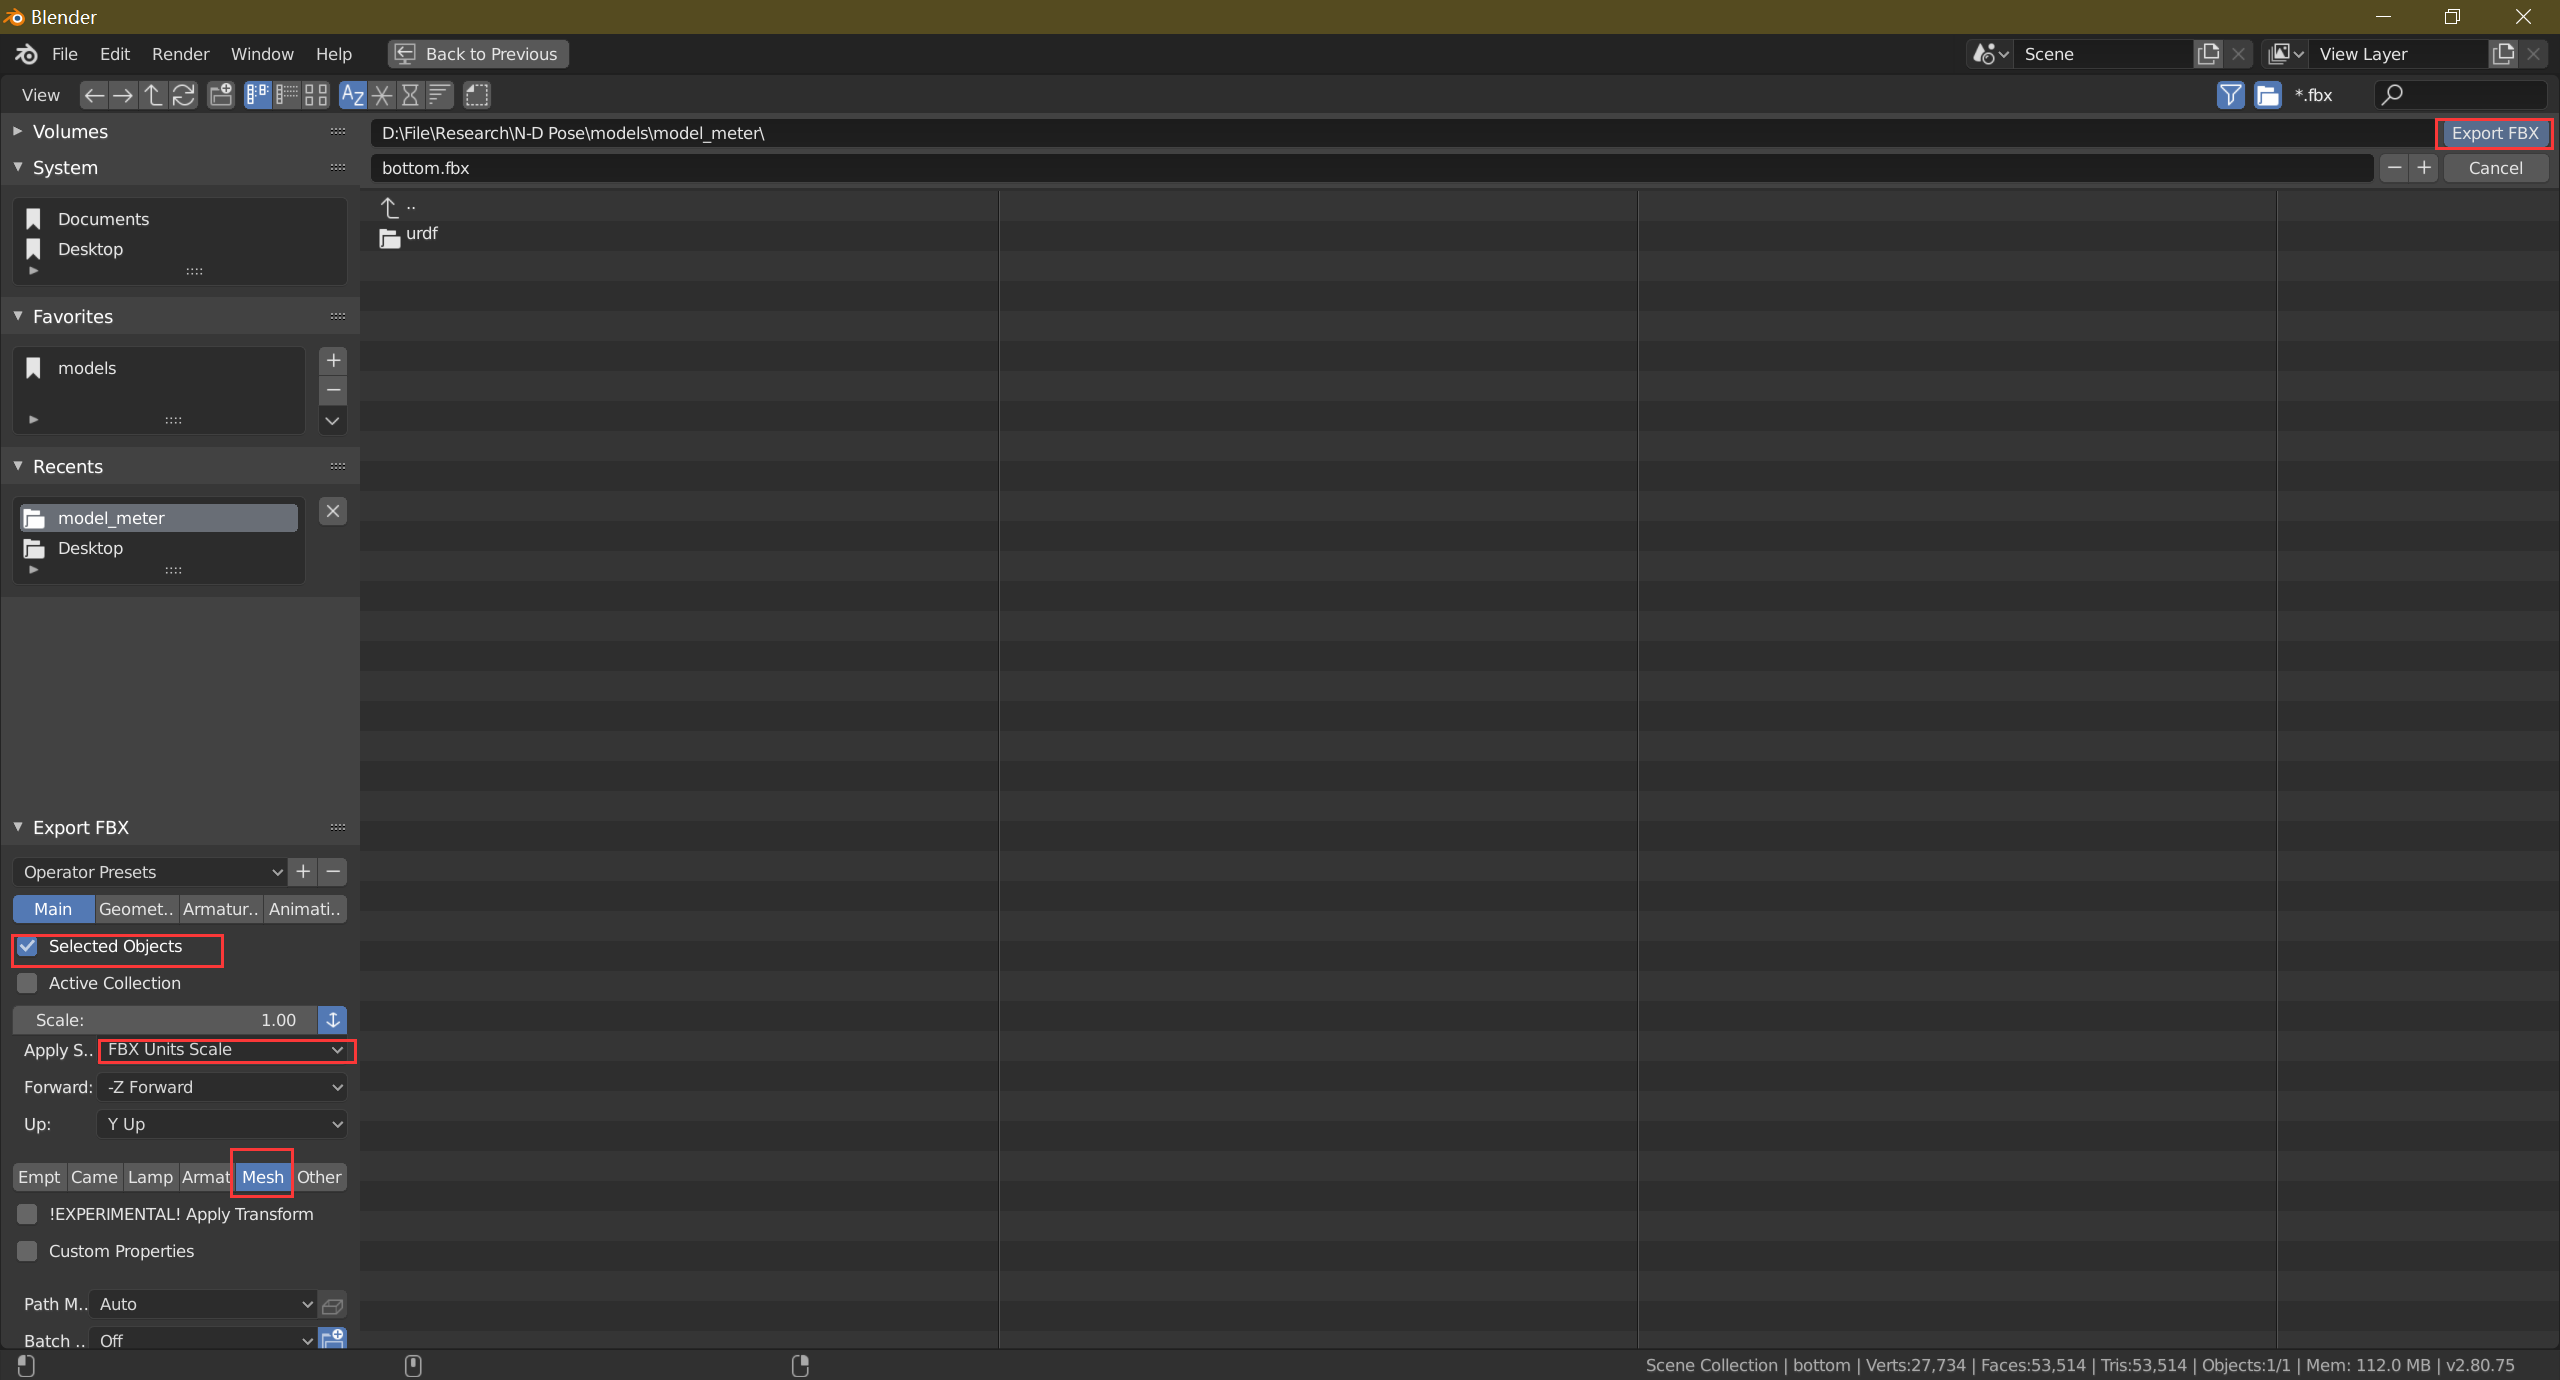 Blender
File Edit Render Window Help Back to Previous Scene View Layer
View *.fbx
Volumes
D:\File\Research\N-D Pose\models\model_meter\ Export FBX
System
bottom.fbx Cancel
Documents
..
Desktop
urdf
Favorites
models
Recents
model_meter
Desktop
Export FBX
Operator Presets
Main Geomet.. Armatur.. Animati..
Selected Objects
Active Collection
Scale: 1.00
Apply S.. FBX Units Scale
Forward: -Z Forward
Up: Y Up
Empt Came Lamp Armat Mesh Other
!EXPERIMENTAL! Apply Transform
Custom Properties
Path M.. Auto
Batch .. Off
Scene Collection | bottom | Verts:27,734 | Faces:53,514 | Tris:53,514 | Objects:1/1 | Mem: 112.0 MB | v2.80.75